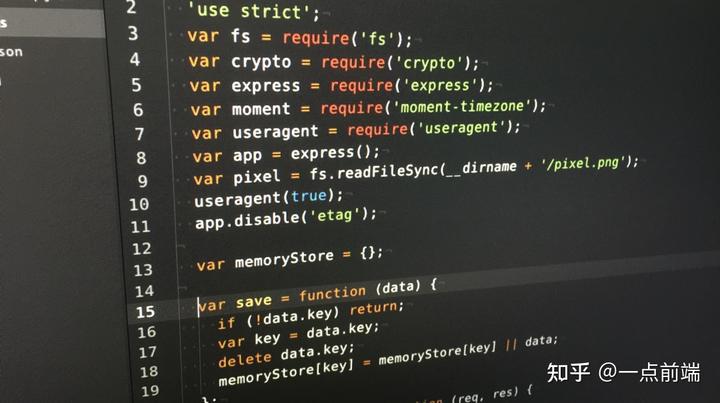 s
son
2 'use strict';
3 var fs = require('fs');
4 var crypto = require('crypto');
5 var express = require('express');
6 var moment = require('moment-timezone');
7 var useragent = require('useragent');
8 var app = express();
9 var pixel = fs.readFileSync(__dirname + '/pixel.png');
10 useragent(true);
11 app.disable('etag');
12
13 var memoryStore = {};
14
15 var save = function (data) {
16 if (!data.key) return;
17 var key = data.key;
18 delete data.key;
19 memoryStore[key] = memoryStore[key] || data;
};
(req, res) {
知乎 @一点前端